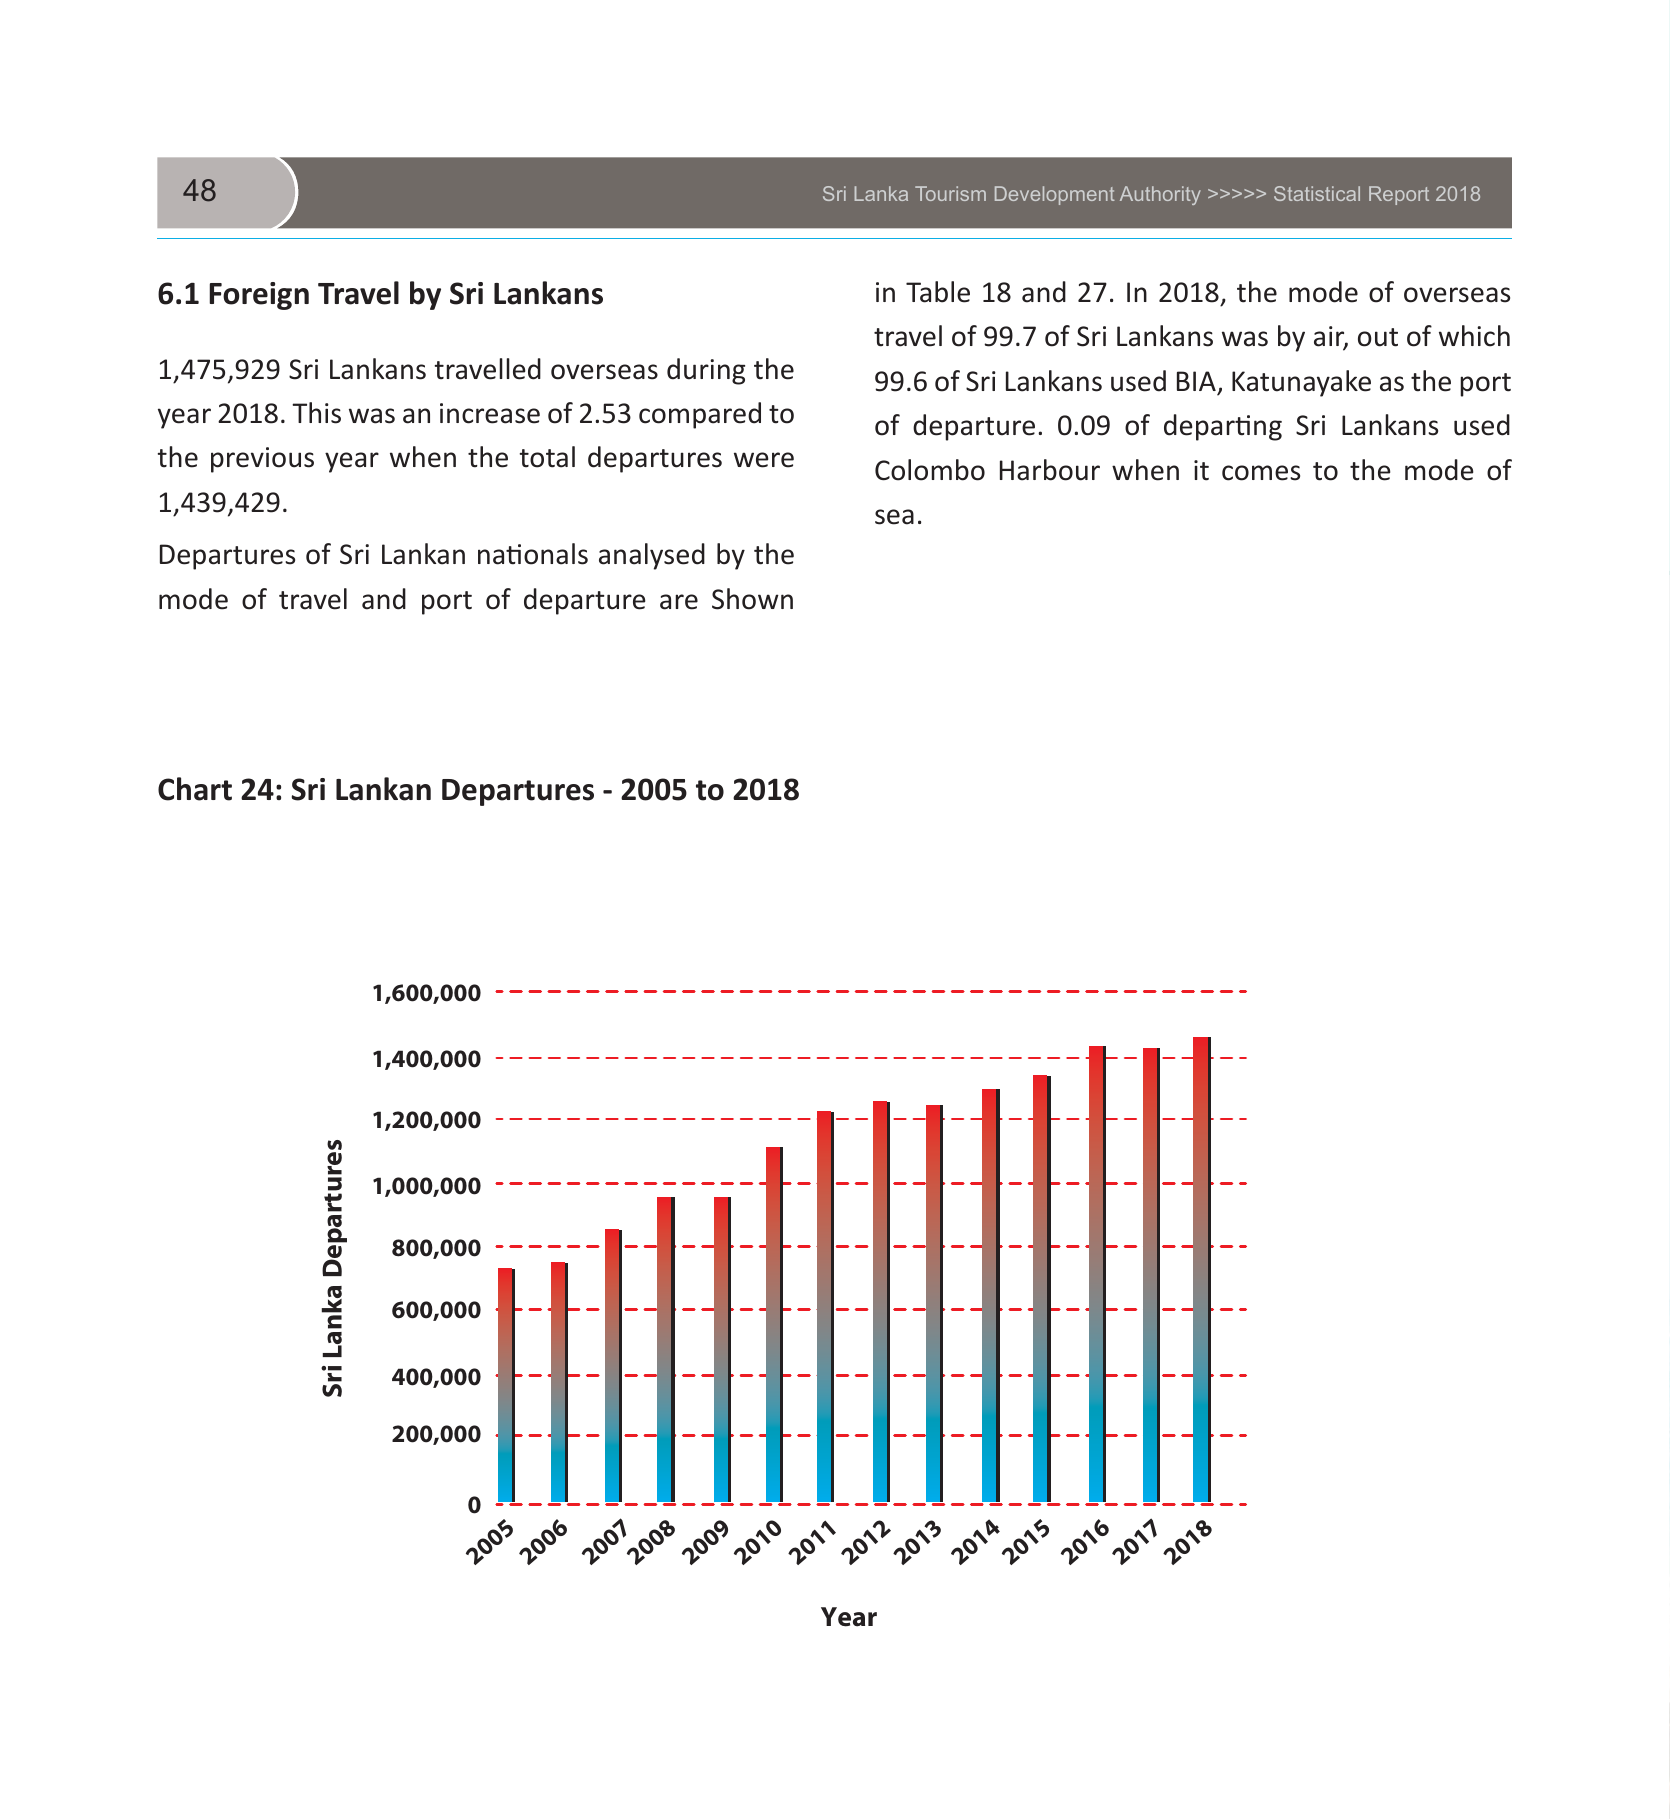 48
Sri Lanka Tourism Development Authority >>>>> Statistical Report 2018
6.1 Foreign Travel by Sri Lankans
1,475,929 Sri Lankans travelled overseas during the
year 2018. This was an increase of 2.53 compared to
the previous year when the total departures were
1,439,429.
Departures of Sri Lankan nationals analysed by the
mode of travel and port of departure are Shown
in Table 18 and 27. In 2018, the mode of overseas
travel of 99.7 of Sri Lankans was by air, out of which
99.6 of Sri Lankans used BIA, Katunayake as the port
of departure. 0.09 of departing Sri Lankans used
Colombo Harbour when it comes to the mode of
sea.
Chart 24: Sri Lankan Departures - 2005 to 2018
Sri Lanka Departures
1,600,000
1,400,000
1,200,000
1,000,000
800,000
600,000
400,000
200,000
0
2005 2006 2007 2008 2009 2010 2011 2012 2013 2014 2015 2016 2017 2018
Year